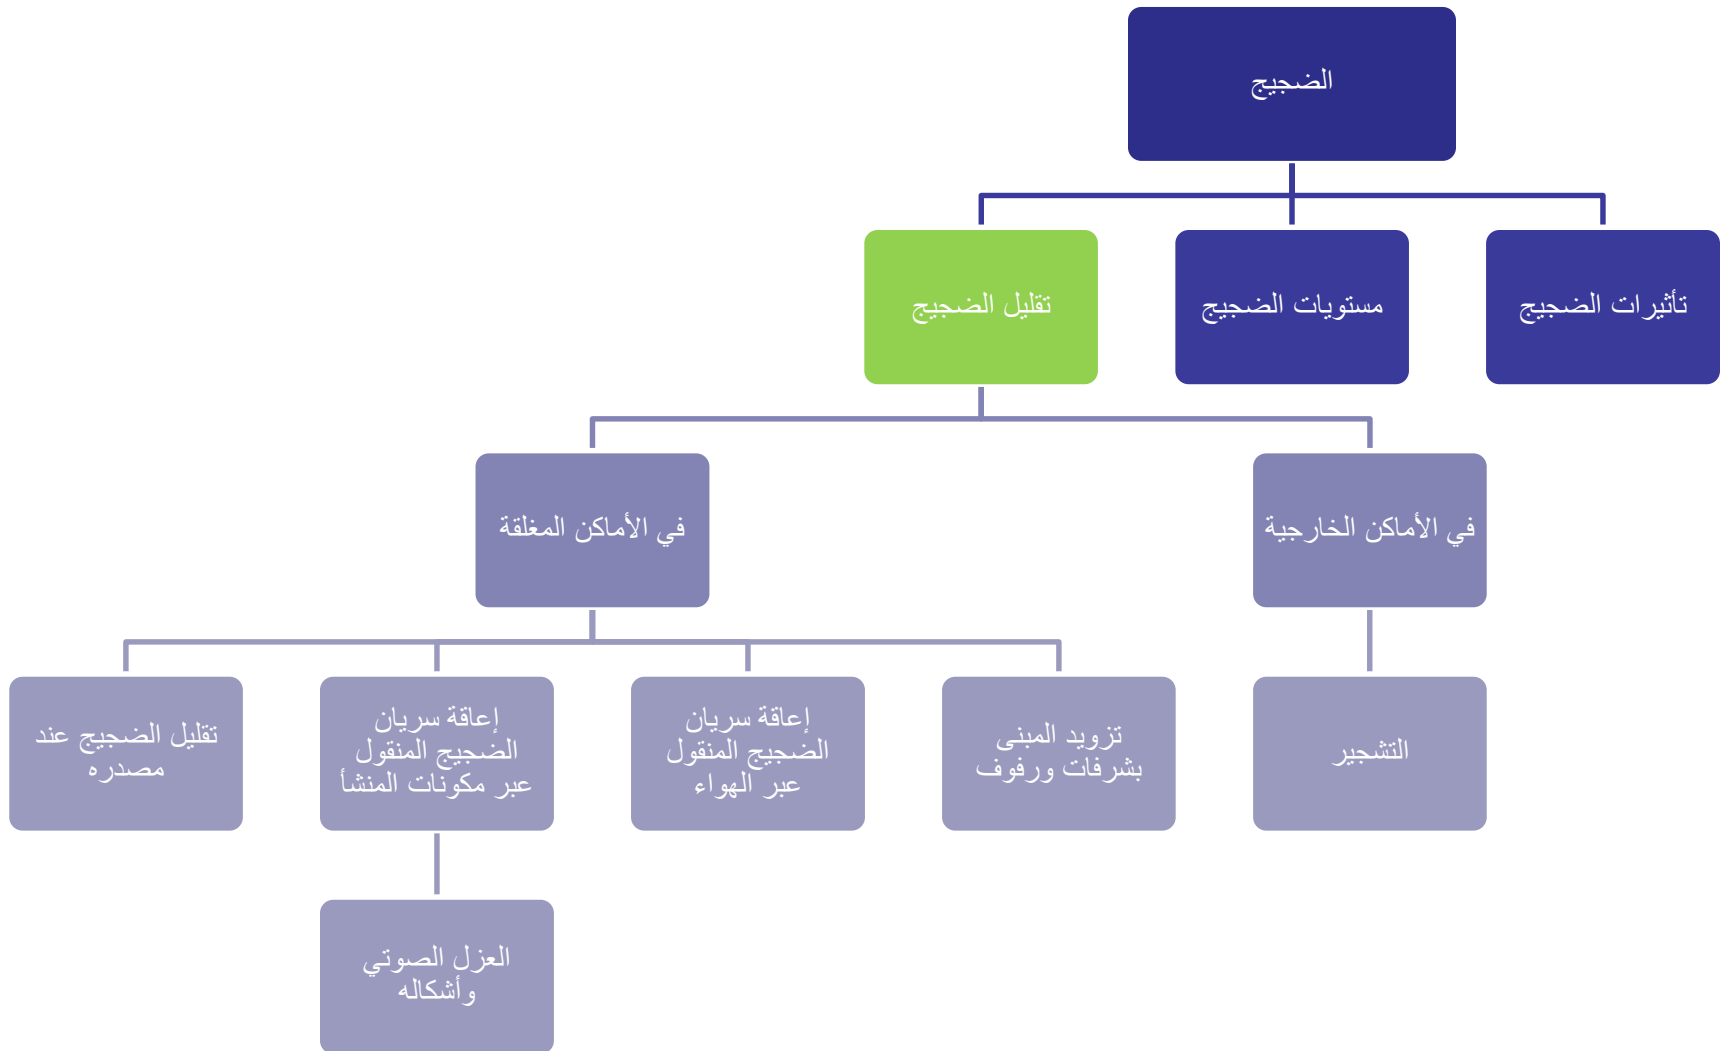 الضجيج
تأثيرات الضجيج
مستويات الضجيج
تقليل الضجيج
في الأماكن الخارجية
في الأماكن المغلقة
التشجير
تزويد المبنى
بشرفات ورفوف
إعاقة سريان
الضجيج المنقول
عبر الهواء
إعاقة سريان
الضجيج المنقول
عبر مكونات المنشأ
تقليل الضجيج عند
مصدره
العزل الصوتي
وأشكاله